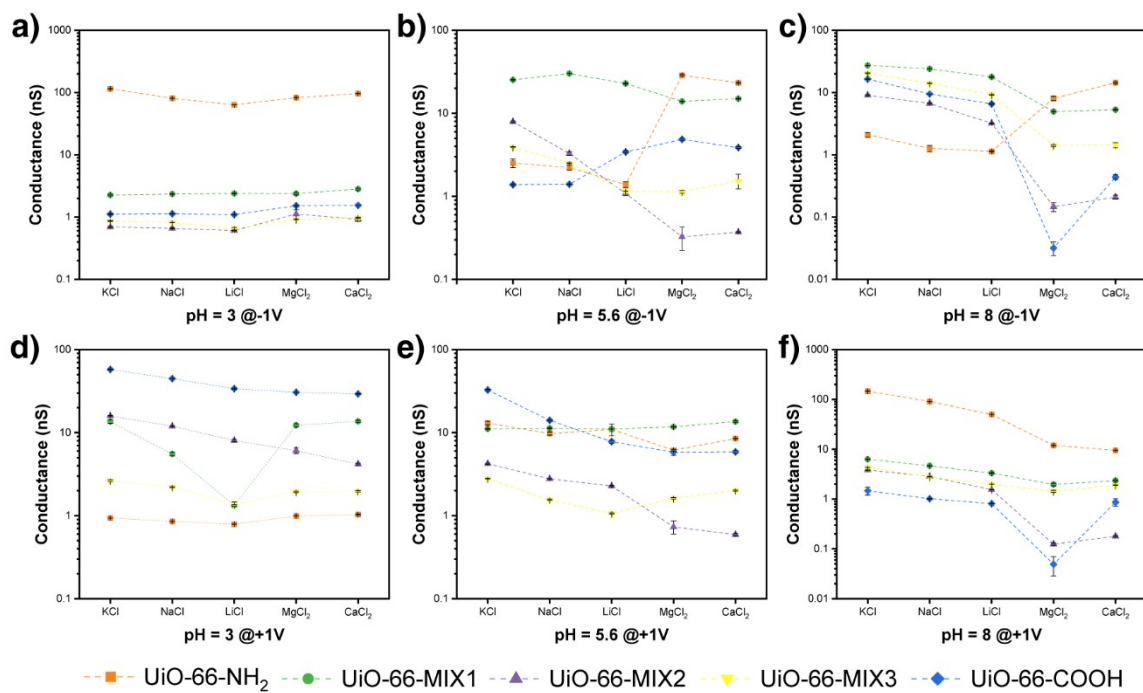 a)
1000
100
10
1
0.1
Conductance (nS)
KCl NaCl LiCl MgCl₂ CaCl₂
pH = 3 @-1V
b)
10
1
0.1
Conductance (nS)
KCl NaCl LiCl MgCl₂ CaCl₂
pH = 5.6 @-1V
c)
100
10
1
0.1
0.01
Conductance (nS)
KCl NaCl LiCl MgCl₂ CaCl₂
pH = 8 @-1V
d)
100
10
1
0.1
Conductance (nS)
KCl NaCl LiCl MgCl₂ CaCl₂
pH = 3 @+1V
e)
100
10
1
0.1
Conductance (nS)
KCl NaCl LiCl MgCl₂ CaCl₂
pH = 5.6 @+1V
f)
1000
100
10
1
0.1
0.01
Conductance (nS)
KCl NaCl LiCl MgCl₂ CaCl₂
pH = 8 @+1V
UiO-66-NH₂ UiO-66-MIX1 UiO-66-MIX2 UiO-66-MIX3 UiO-66-COOH